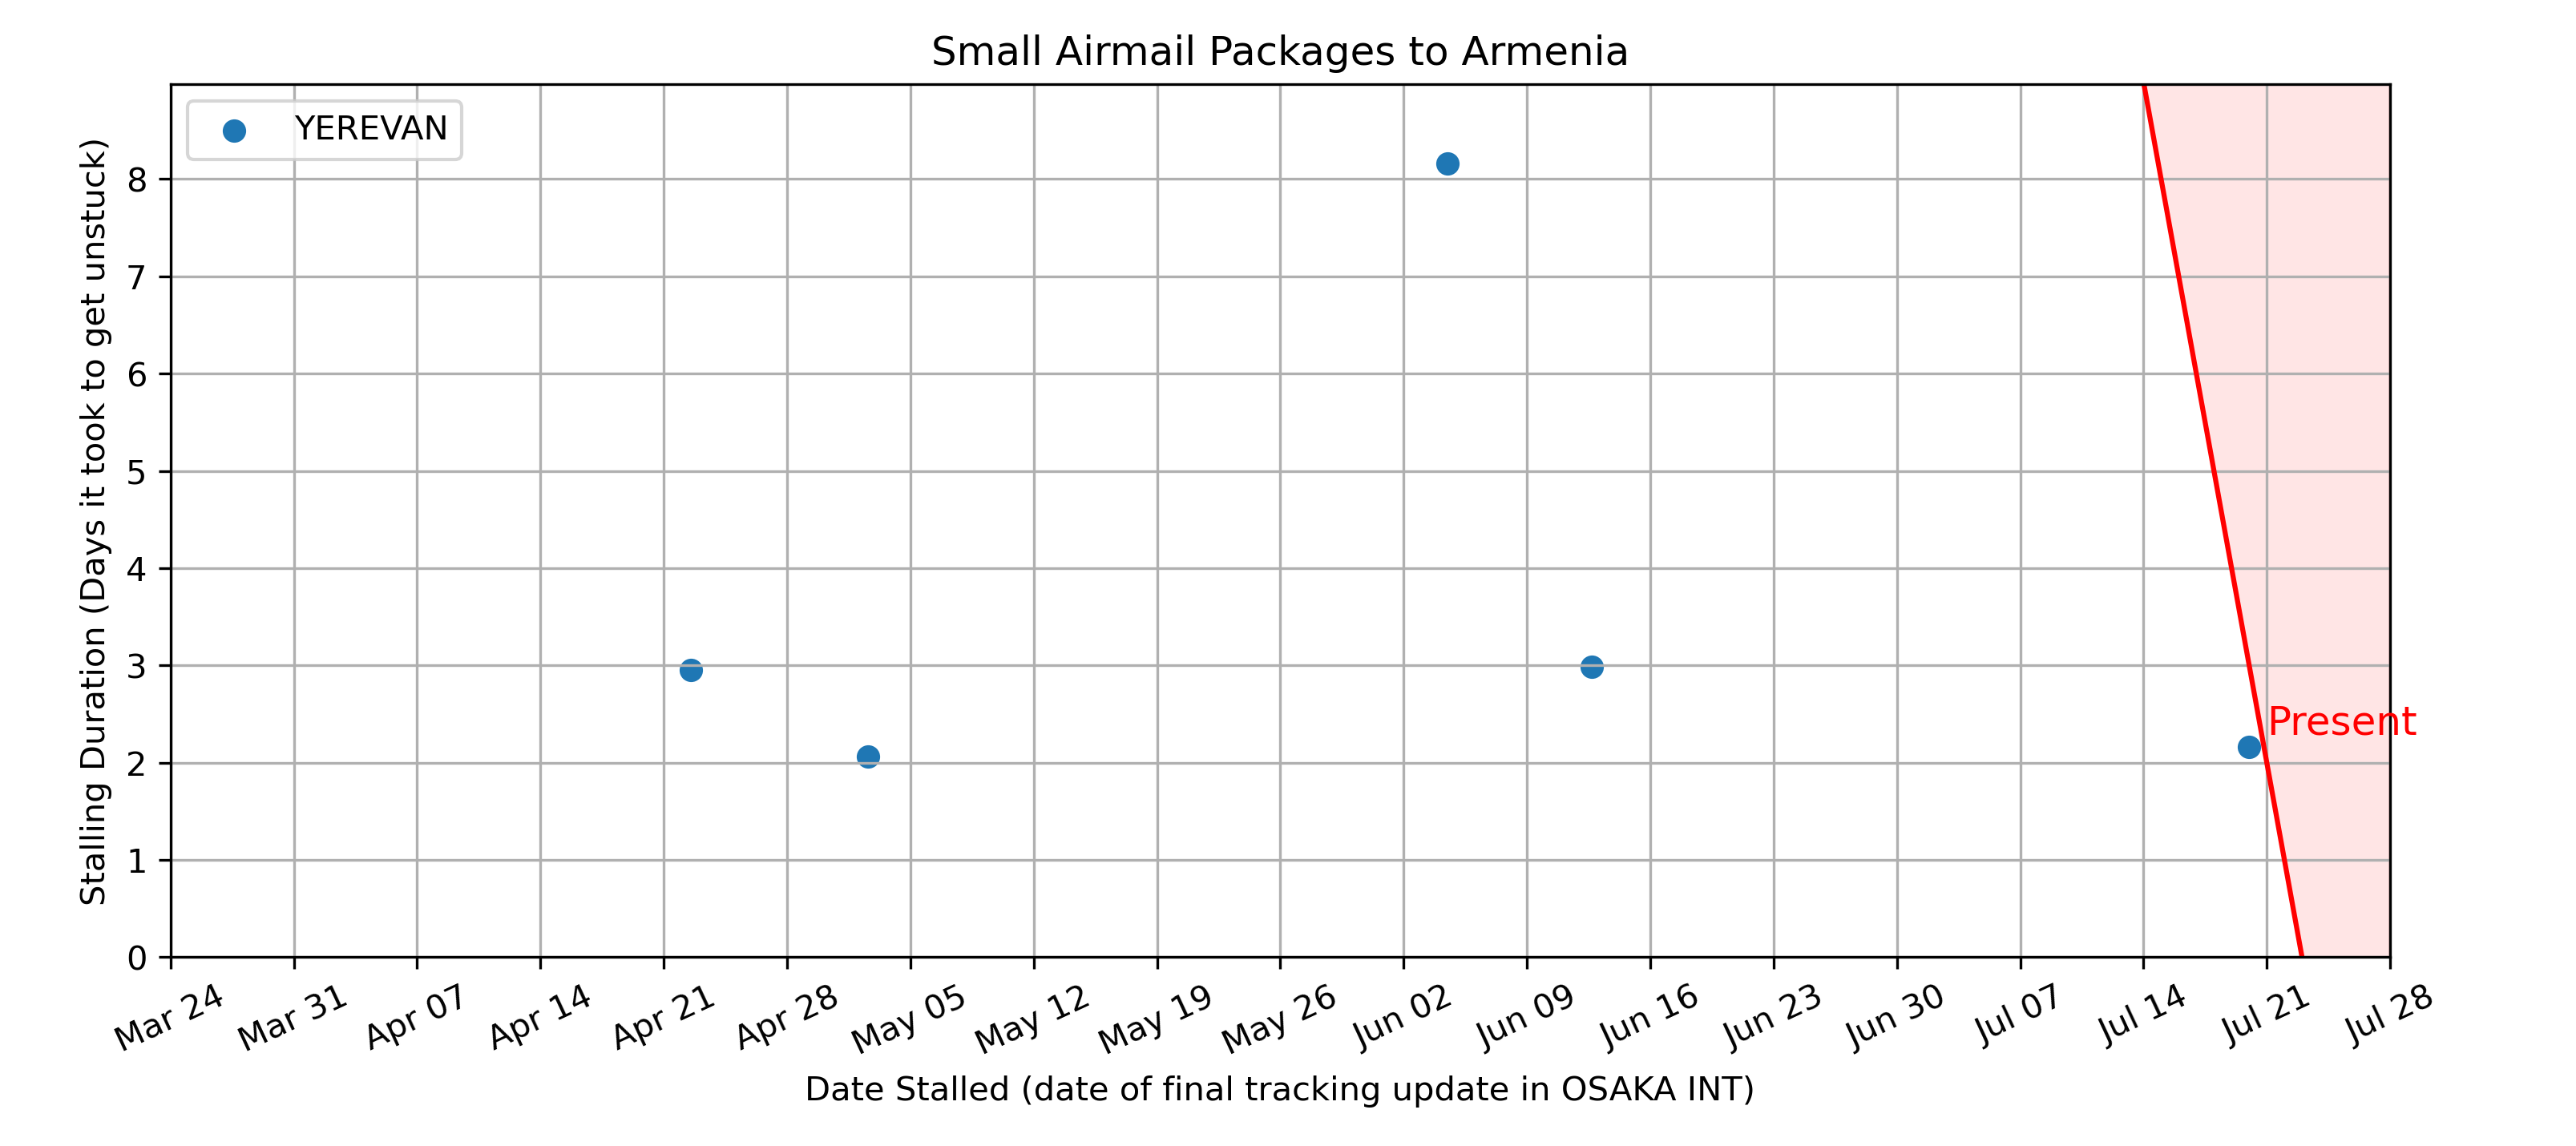 Small Airmail Packages to Armenia
YEREVAN
Stalling Duration (Days it took to get unstuck)
8
7
6
5
4
3
2
1
0
Present
Mar 24
Mar 31
Apr 07
Apr 14
Apr 21
Apr 28
May 05
May 12
May 19
May 26
Jun 02
Jun 09
Jun 16
Jun 23
Jun 30
Jul 07
Jul 14
Jul 21
Jul 28
Date Stalled (date of final tracking update in OSAKA INT)